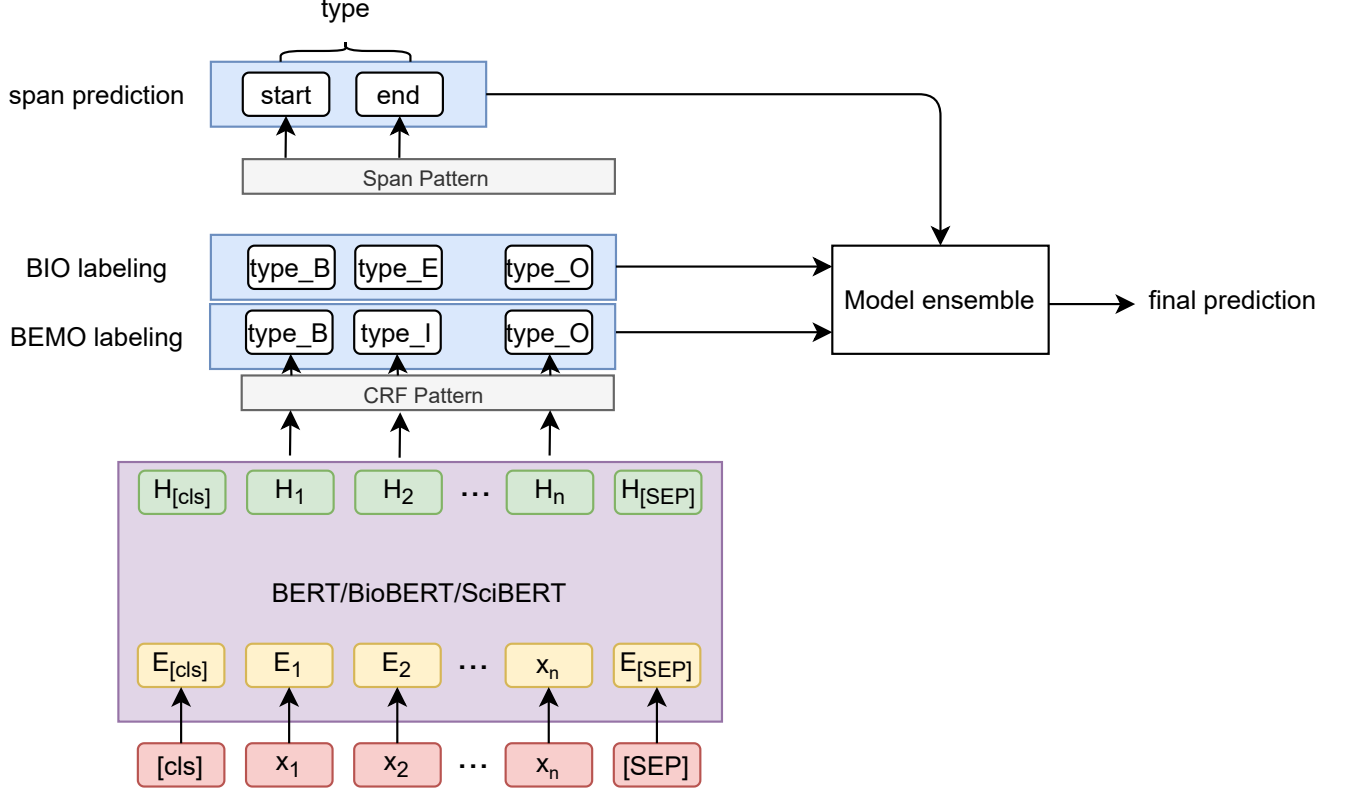 type
span prediction
start end
Span Pattern
BIO labeling type_B type_E type_O
BEMO labeling type_B type_I type_O
Model ensemble
final prediction
CRF Pattern
H[cls] H1 H2 ... Hn H[SEP]
BERT/BioBERT/SciBERT
E[cls] E1 E2 ... xn E[SEP]
[cls] x1 x2 ... xn [SEP]